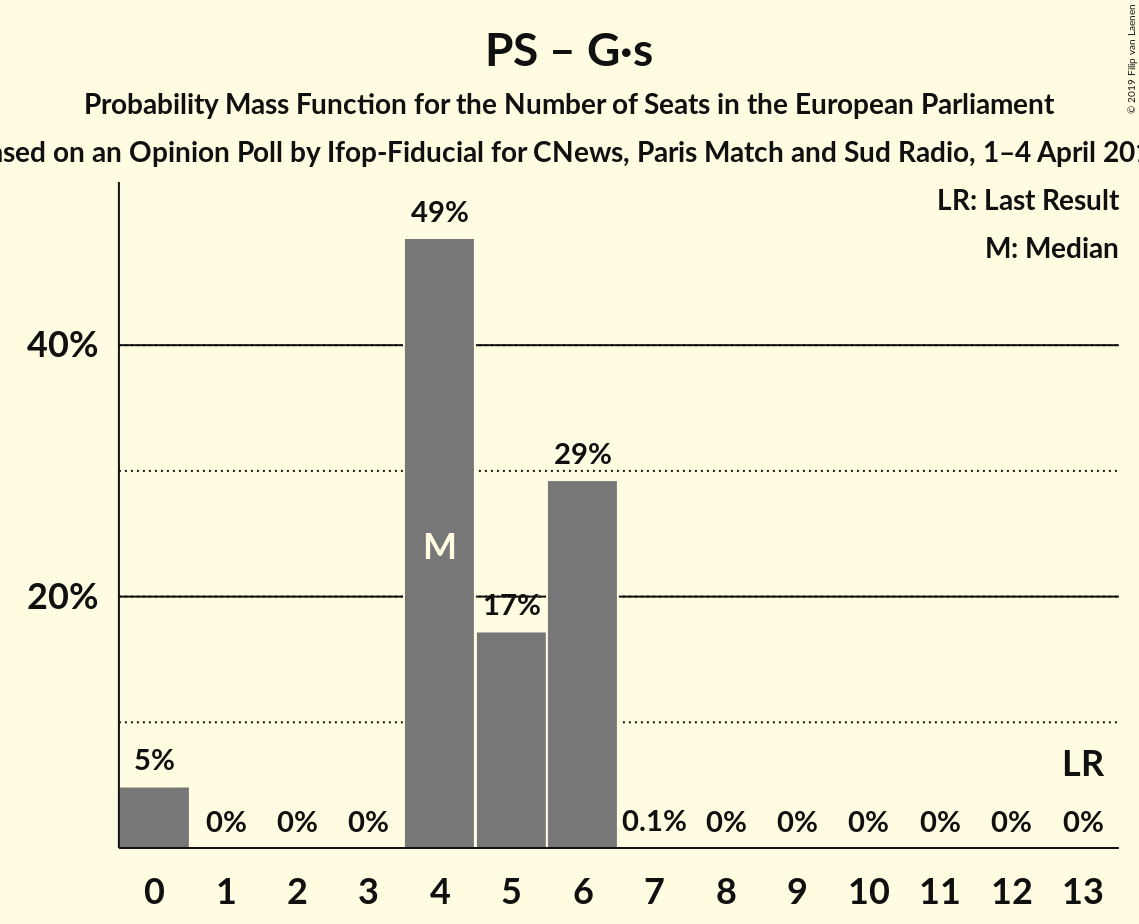 PS – G·s
Probability Mass Function for the Number of Seats in the European Parliament
on an Opinion Poll by Ifop-Fiducial for CNews, Paris Match and Sud Radio, 1–4 April
© 2019 Filip van Laenen
LR: Last Result
M: Median
49%
40%
29%
M
20%
17%
5%
LR
0% 0% 0% 0.1% 0% 0% 0% 0% 0% 0%
0 1 2 3 4 5 6 7 8 9 10 11 12 13